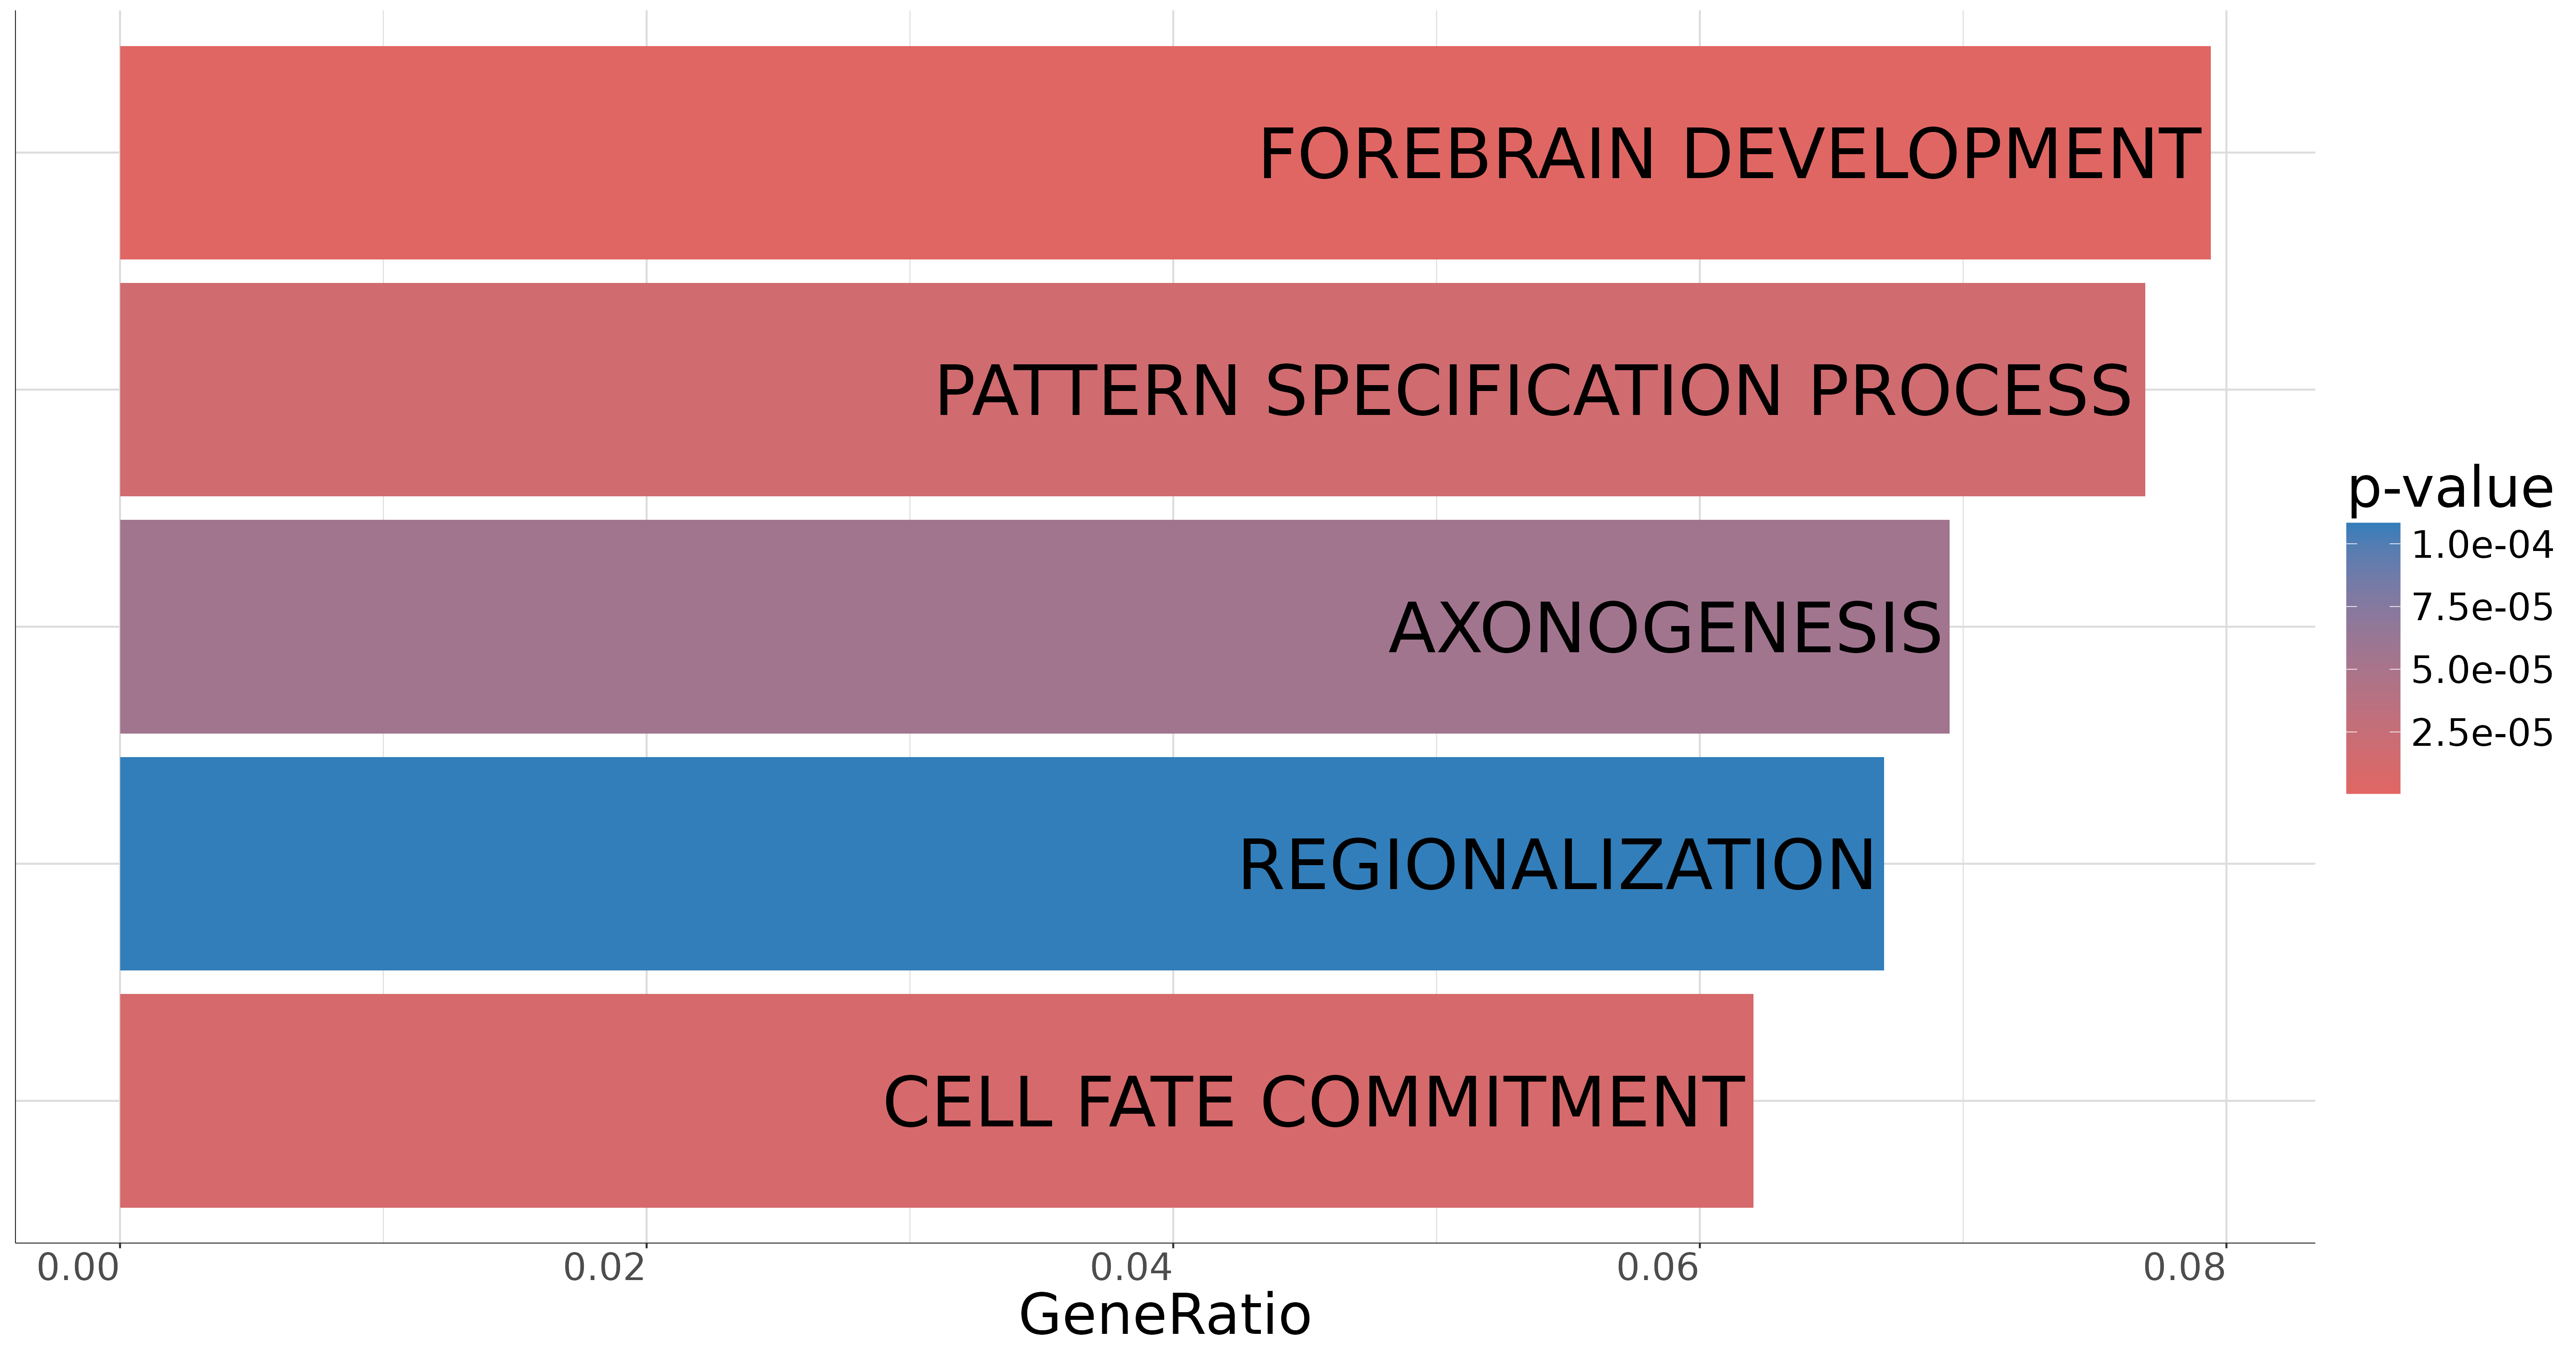 FOREBRAIN DEVELOPMENT
PATTERN SPECIFICATION PROCESS
AXONOGENESIS
REGIONALIZATION
CELL FATE COMMITMENT
0.00 0.02 0.04 0.06 0.08
GeneRatio
p-value
1.0e-04
7.5e-05
5.0e-05
2.5e-05